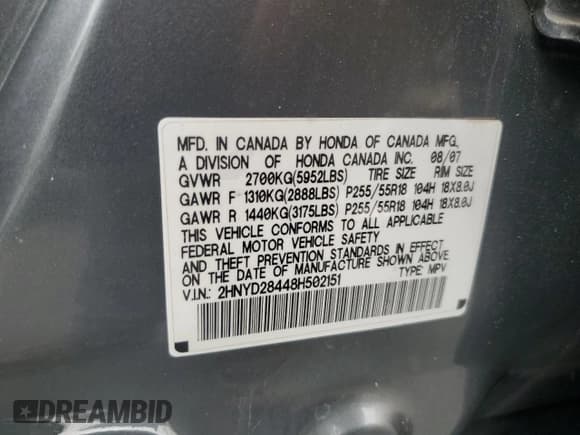 MFD. IN CANADA BY HONDA OF CANADA MFG.,
A DIVISION OF HONDA CANADA INC. 08/07
GVWR 2700KG(5952LBS) TIRE SIZE RIM SIZE
GAWR F 1310KG(2888LBS) P255/55R18 104H 18X8.0J
GAWR R 1440KG(3175LBS) P255/55R18 104H 18X8.0J
THIS VEHICLE CONFORMS TO ALL APPLICABLE
FEDERAL MOTOR VEHICLE SAFETY
AND THEFT PREVENTION STANDARDS IN EFFECT
ON THE DATE OF MANUFACTURE SHOWN ABOVE.
V.I.N.: 2HNYD28448H502151 TYPE: MPV
DREAMBID